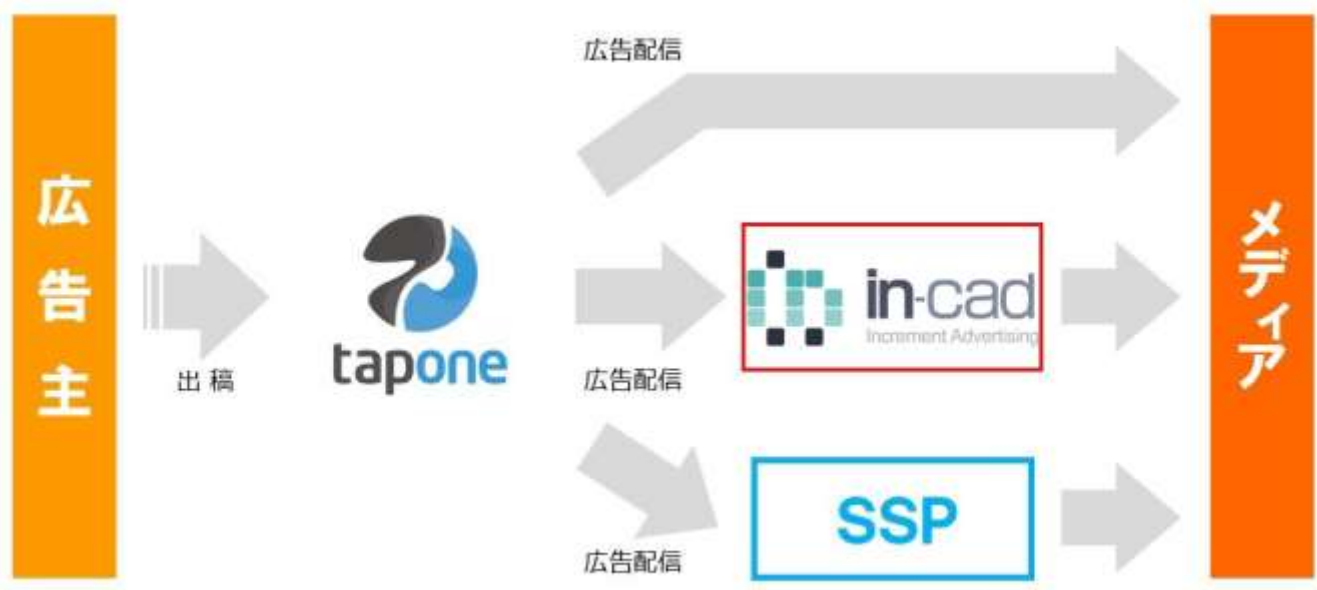 広告主
出稿
tapone
広告配信
広告配信
in-cad
Increment Advertising
広告配信
SSP
メディア